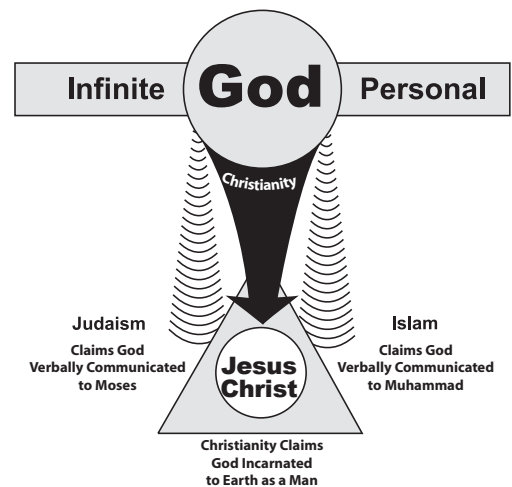 Infinite God Personal
Christianity
Judaism
Claims God
Verbally Communicated
to Moses
Islam
Claims God
Verbally Communicated
to Muhammad
Jesus
Christ
Christianity Claims
God Incarnated
to Earth as a Man